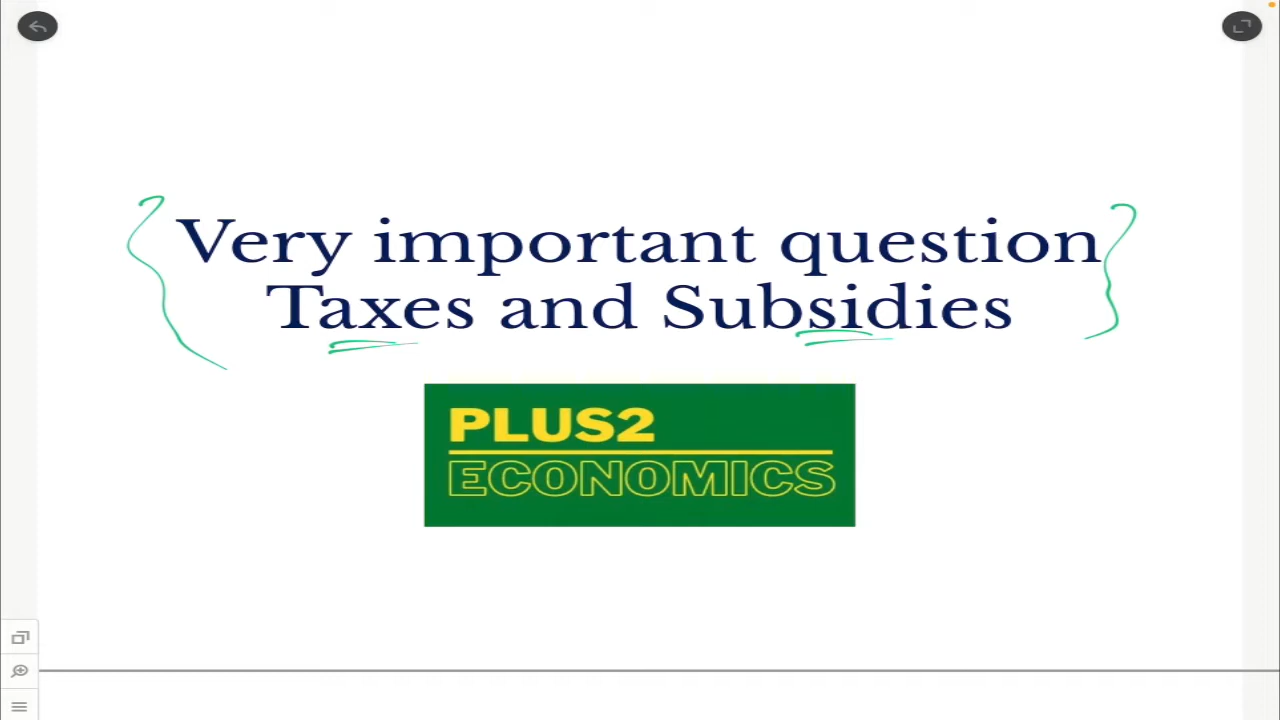 Very important question
Taxes and Subsidies
PLUS2
ECONOMICS